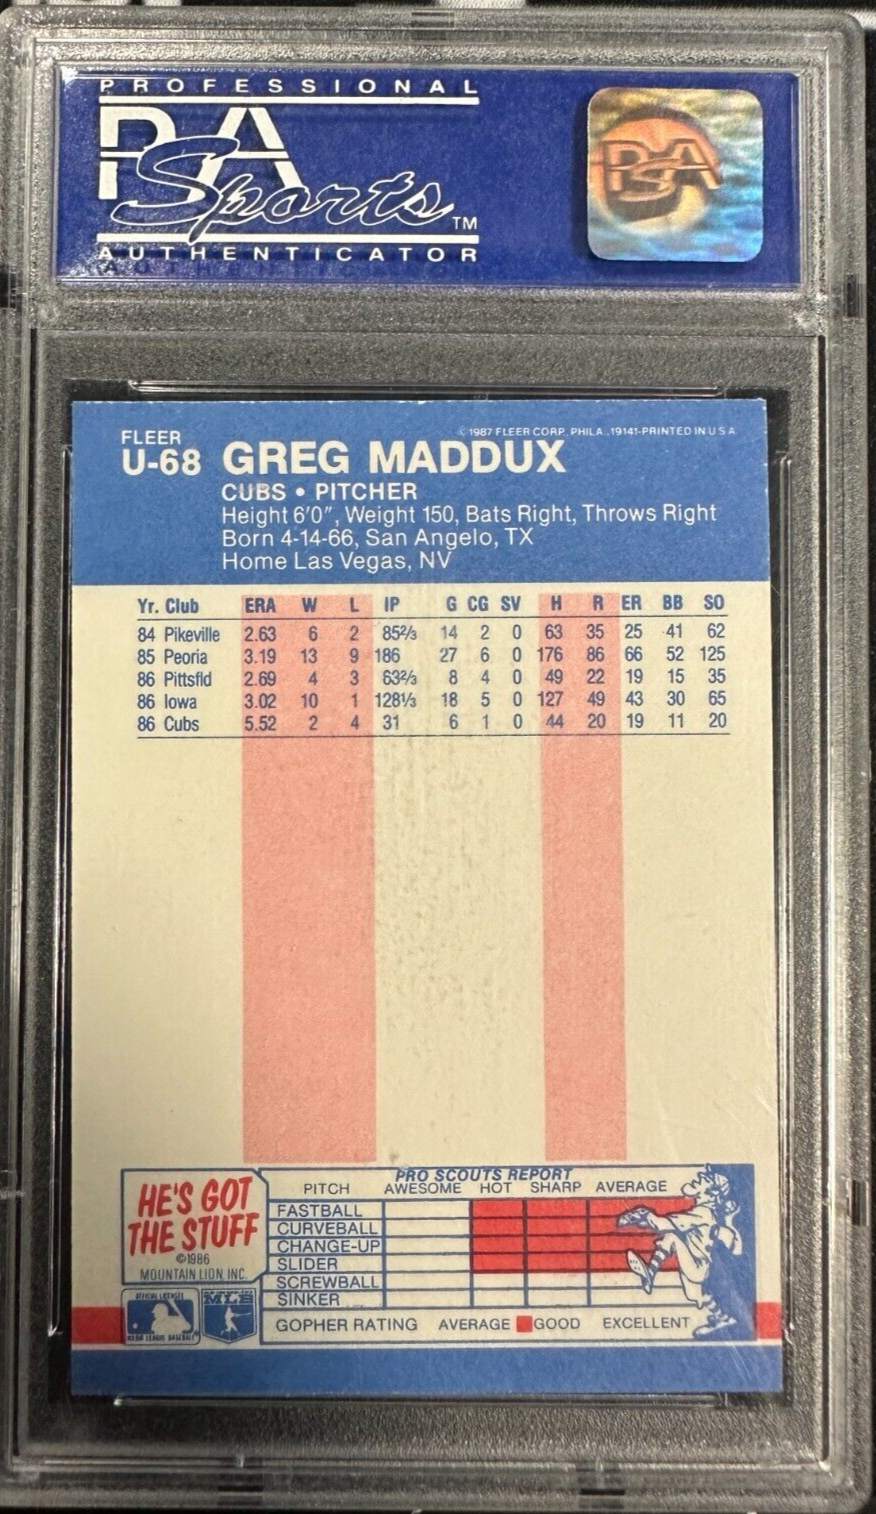 PROFESSIONAL
PSA
Sports™
AUTHENTICATOR
PSA
FLEER
©1987 FLEER CORP. PHILA., 19141-PRINTED IN U S A
U-68 GREG MADDUX
CUBS • PITCHER
Height 6'0", Weight 150, Bats Right, Throws Right
Born 4-14-66, San Angelo, TX
Home Las Vegas, NV
Yr. Club ERA W L IP G CG SV H R ER BB SO
84 Pikeville 2.63 6 2 85⅔ 14 2 0 63 35 25 41 62
85 Peoria 3.19 13 9 186 27 6 0 176 86 66 52 125
86 Pittsfld 2.69 4 3 63⅔ 8 4 0 49 22 19 15 35
86 Iowa 3.02 10 1 128⅓ 18 5 0 127 49 43 30 65
86 Cubs 5.52 2 4 31 6 1 0 44 20 19 11 20
HE'S GOT
THE STUFF
©1986
MOUNTAIN LION, INC.
PRO SCOUTS REPORT
PITCH AWESOME HOT SHARP AVERAGE
FASTBALL
CURVEBALL
CHANGE-UP
SLIDER
SCREWBALL
SINKER
GOPHER RATING AVERAGE GOOD EXCELLENT
OFFICIAL LICENSEE
MAJOR LEAGUE BASEBALL